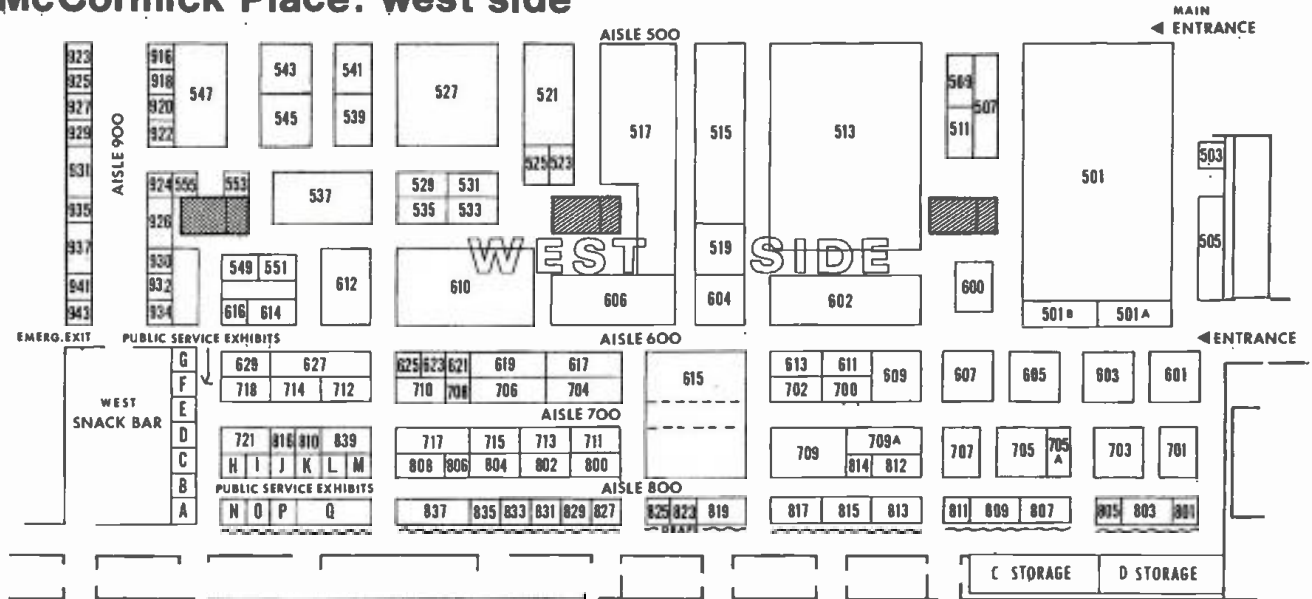 McCormick Place: west side
MAIN
ENTRANCE
AISLE 500
923 916 547 543 541 527 521 517 515 513 509 507 501
925 918
927 920 545 539 511
929 922 525 523 503
AISLE 900
931 924 555 553 537 529 531
935 926 535 533 505
WEST SIDE
937 930 549 551 612 610 606 519 604 602 600
941 932
943 934 616 614 501B 501A
EMERG. EXIT PUBLIC SERVICE EXHIBITS AISLE 600 ENTRANCE
G 629 627 625 623 621 619 617 615 613 611 609 607 605 603 601
F 718 714 712 710 708 706 704 702 700
WEST
SNACK BAR
E AISLE 700
D 721 816 810 839 717 715 713 711 709 709A 707 705 705A 703 701
C H I J K L M 808 806 804 802 800 814 812
B PUBLIC SERVICE EXHIBITS AISLE 800
A N O P Q 837 835 833 831 829 827 825 823 819 817 815 813 811 809 807 805 803 801
C STORAGE D STORAGE